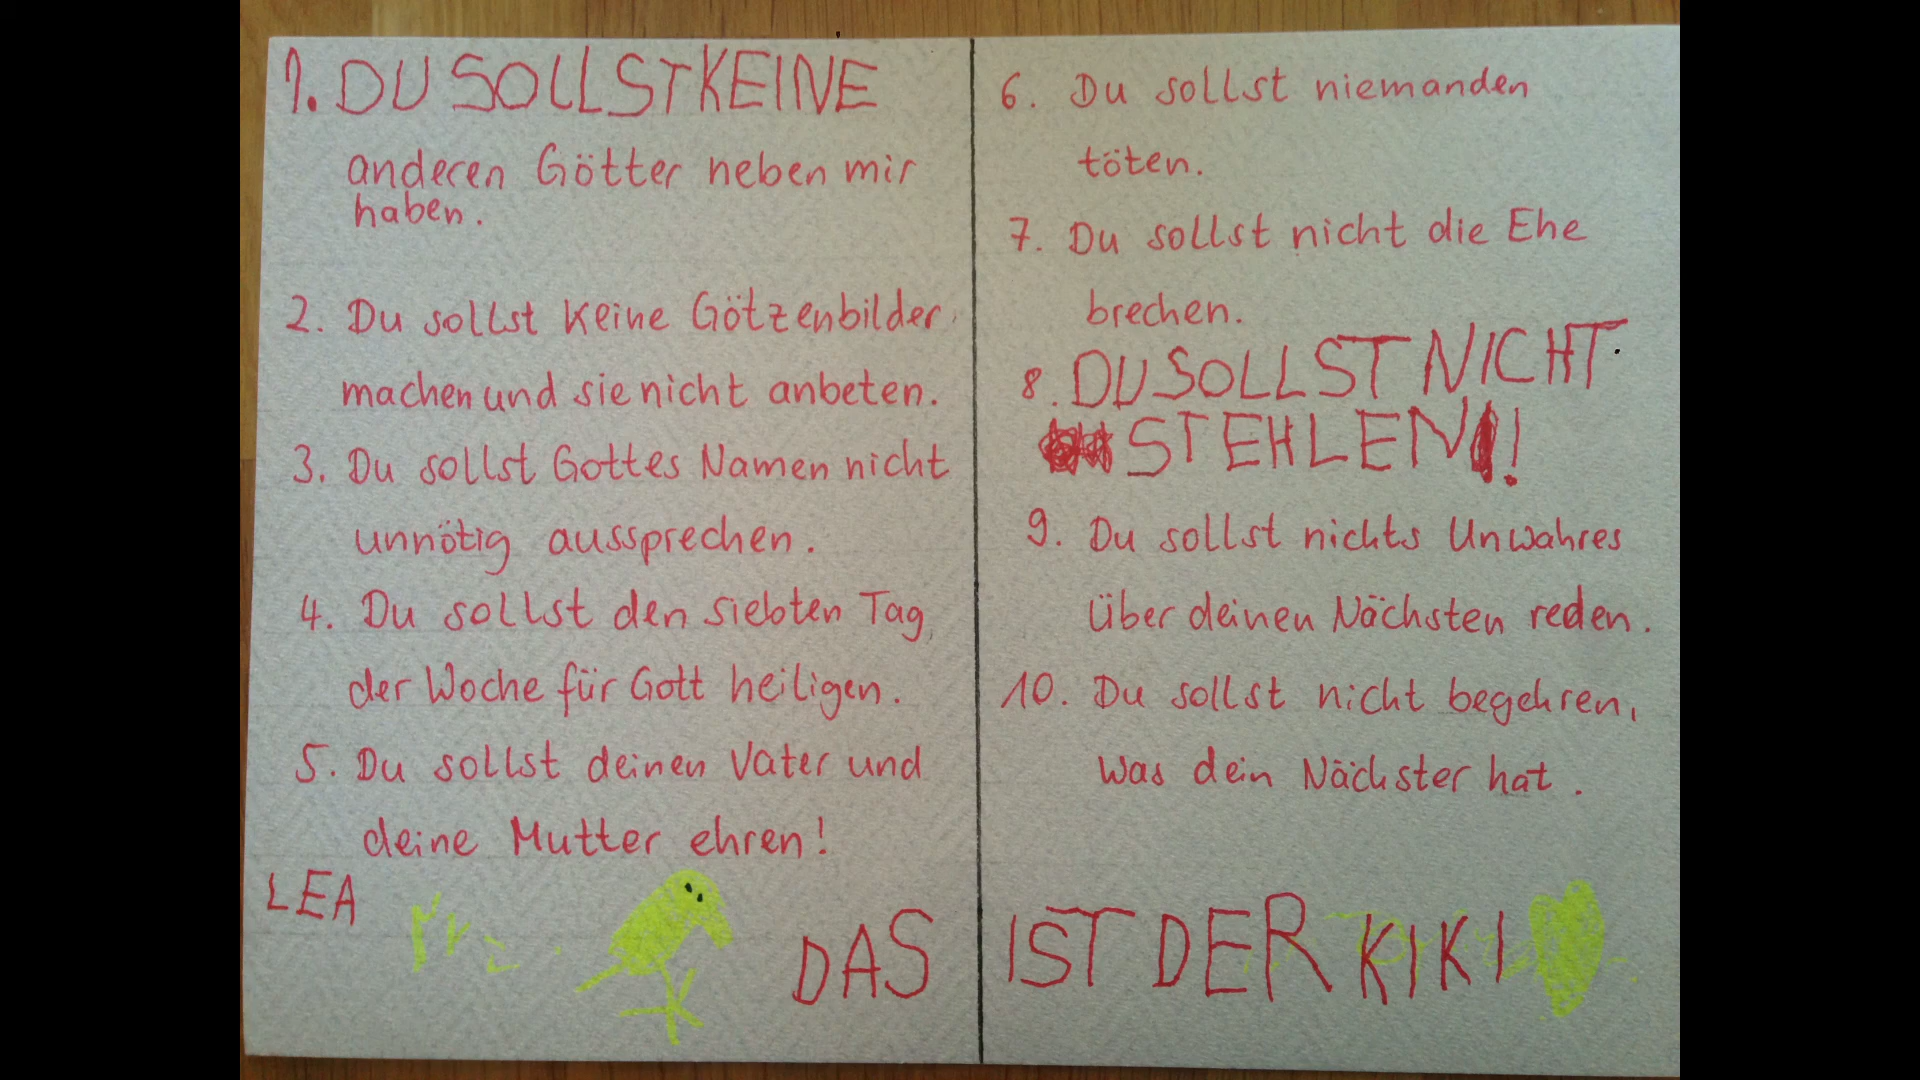 1. DU SOLLST KEINE
anderen Götter neben mir
haben.
2. Du sollst keine Götzenbilder
machen und sie nicht anbeten.
3. Du sollst Gottes Namen nicht
unnötig aussprechen.
4. Du sollst den siebten Tag
der Woche für Gott heiligen.
5. Du sollst deinen Vater und
deine Mutter ehren!
LEA
6. Du sollst niemanden
töten.
7. Du sollst nicht die Ehe
brechen.
8. DU SOLLST NICHT
STEHLEN!
9. Du sollst nichts Unwahres
über deinen Nächsten reden.
10. Du sollst nicht begehren,
was dein Nächster hat.
DAS IST DER KIKI